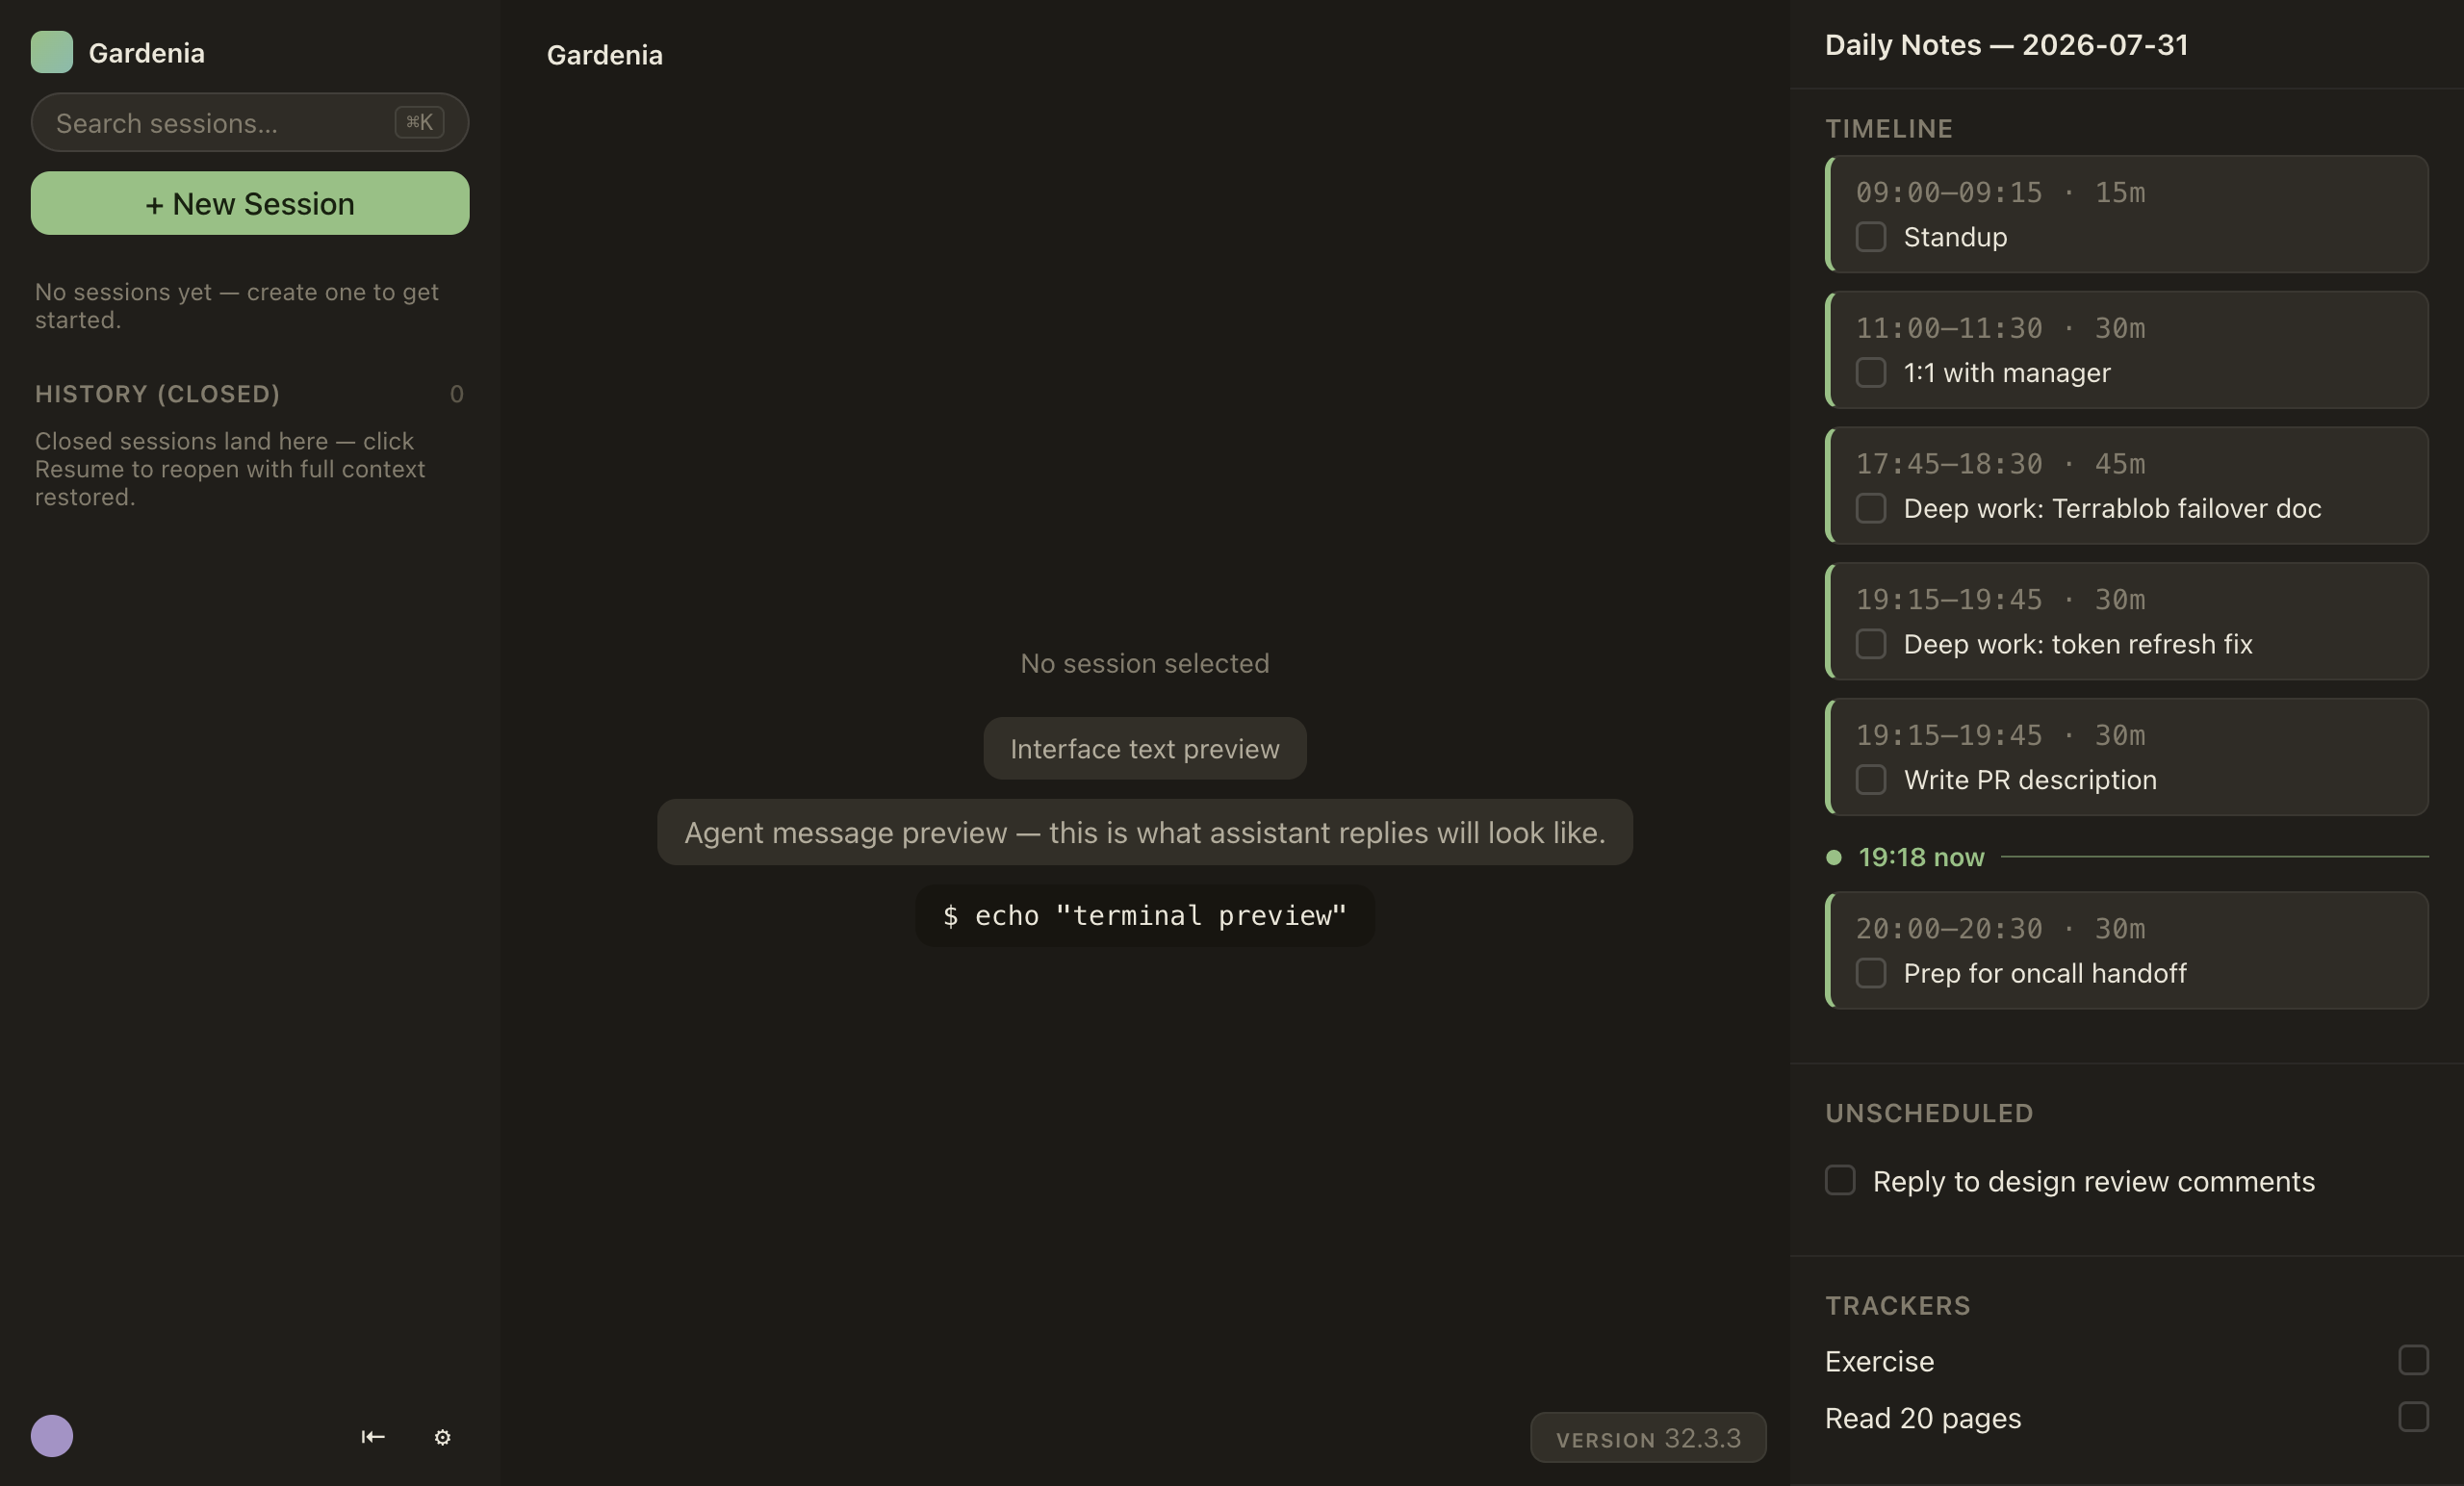 Gardenia
Search sessions... ⌘K
+ New Session
No sessions yet — create one to get
started.
HISTORY (CLOSED) 0
Closed sessions land here — click
Resume to reopen with full context
restored.
Gardenia
No session selected
Interface text preview
Agent message preview — this is what assistant replies will look like.
$ echo "terminal preview"
VERSION 32.3.3
Daily Notes — 2026-07-31
TIMELINE
09:00—09:15 · 15m
Standup
11:00—11:30 · 30m
1:1 with manager
17:45—18:30 · 45m
Deep work: Terrablob failover doc
19:15—19:45 · 30m
Deep work: token refresh fix
19:15—19:45 · 30m
Write PR description
19:18 now
20:00—20:30 · 30m
Prep for oncall handoff
UNSCHEDULED
Reply to design review comments
TRACKERS
Exercise
Read 20 pages